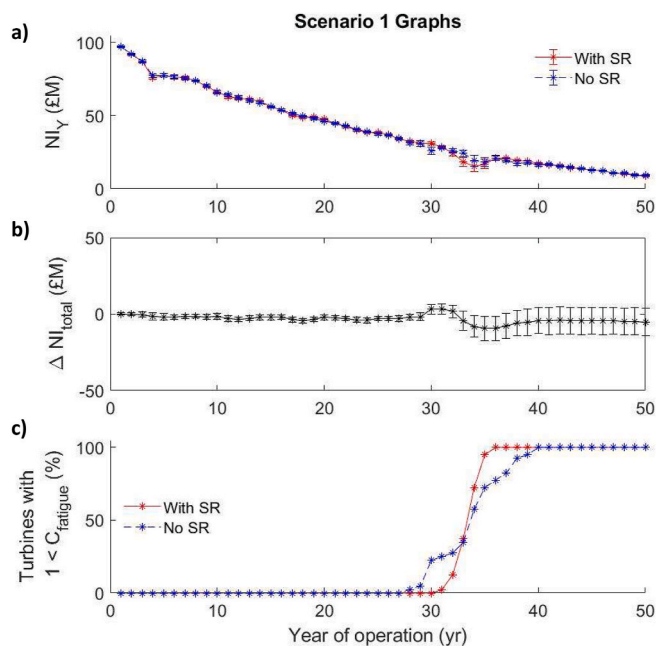 Scenario 1 Graphs
a)
100
50
0
NI_Y (£M)
With SR
No SR
0 10 20 30 40 50
b)
50
0
-50
Δ NI_total (£M)
0 10 20 30 40 50
c)
100
50
0
Turbines with
1 < C_fatigue (%)
With SR
No SR
0 10 20 30 40 50
Year of operation (yr)